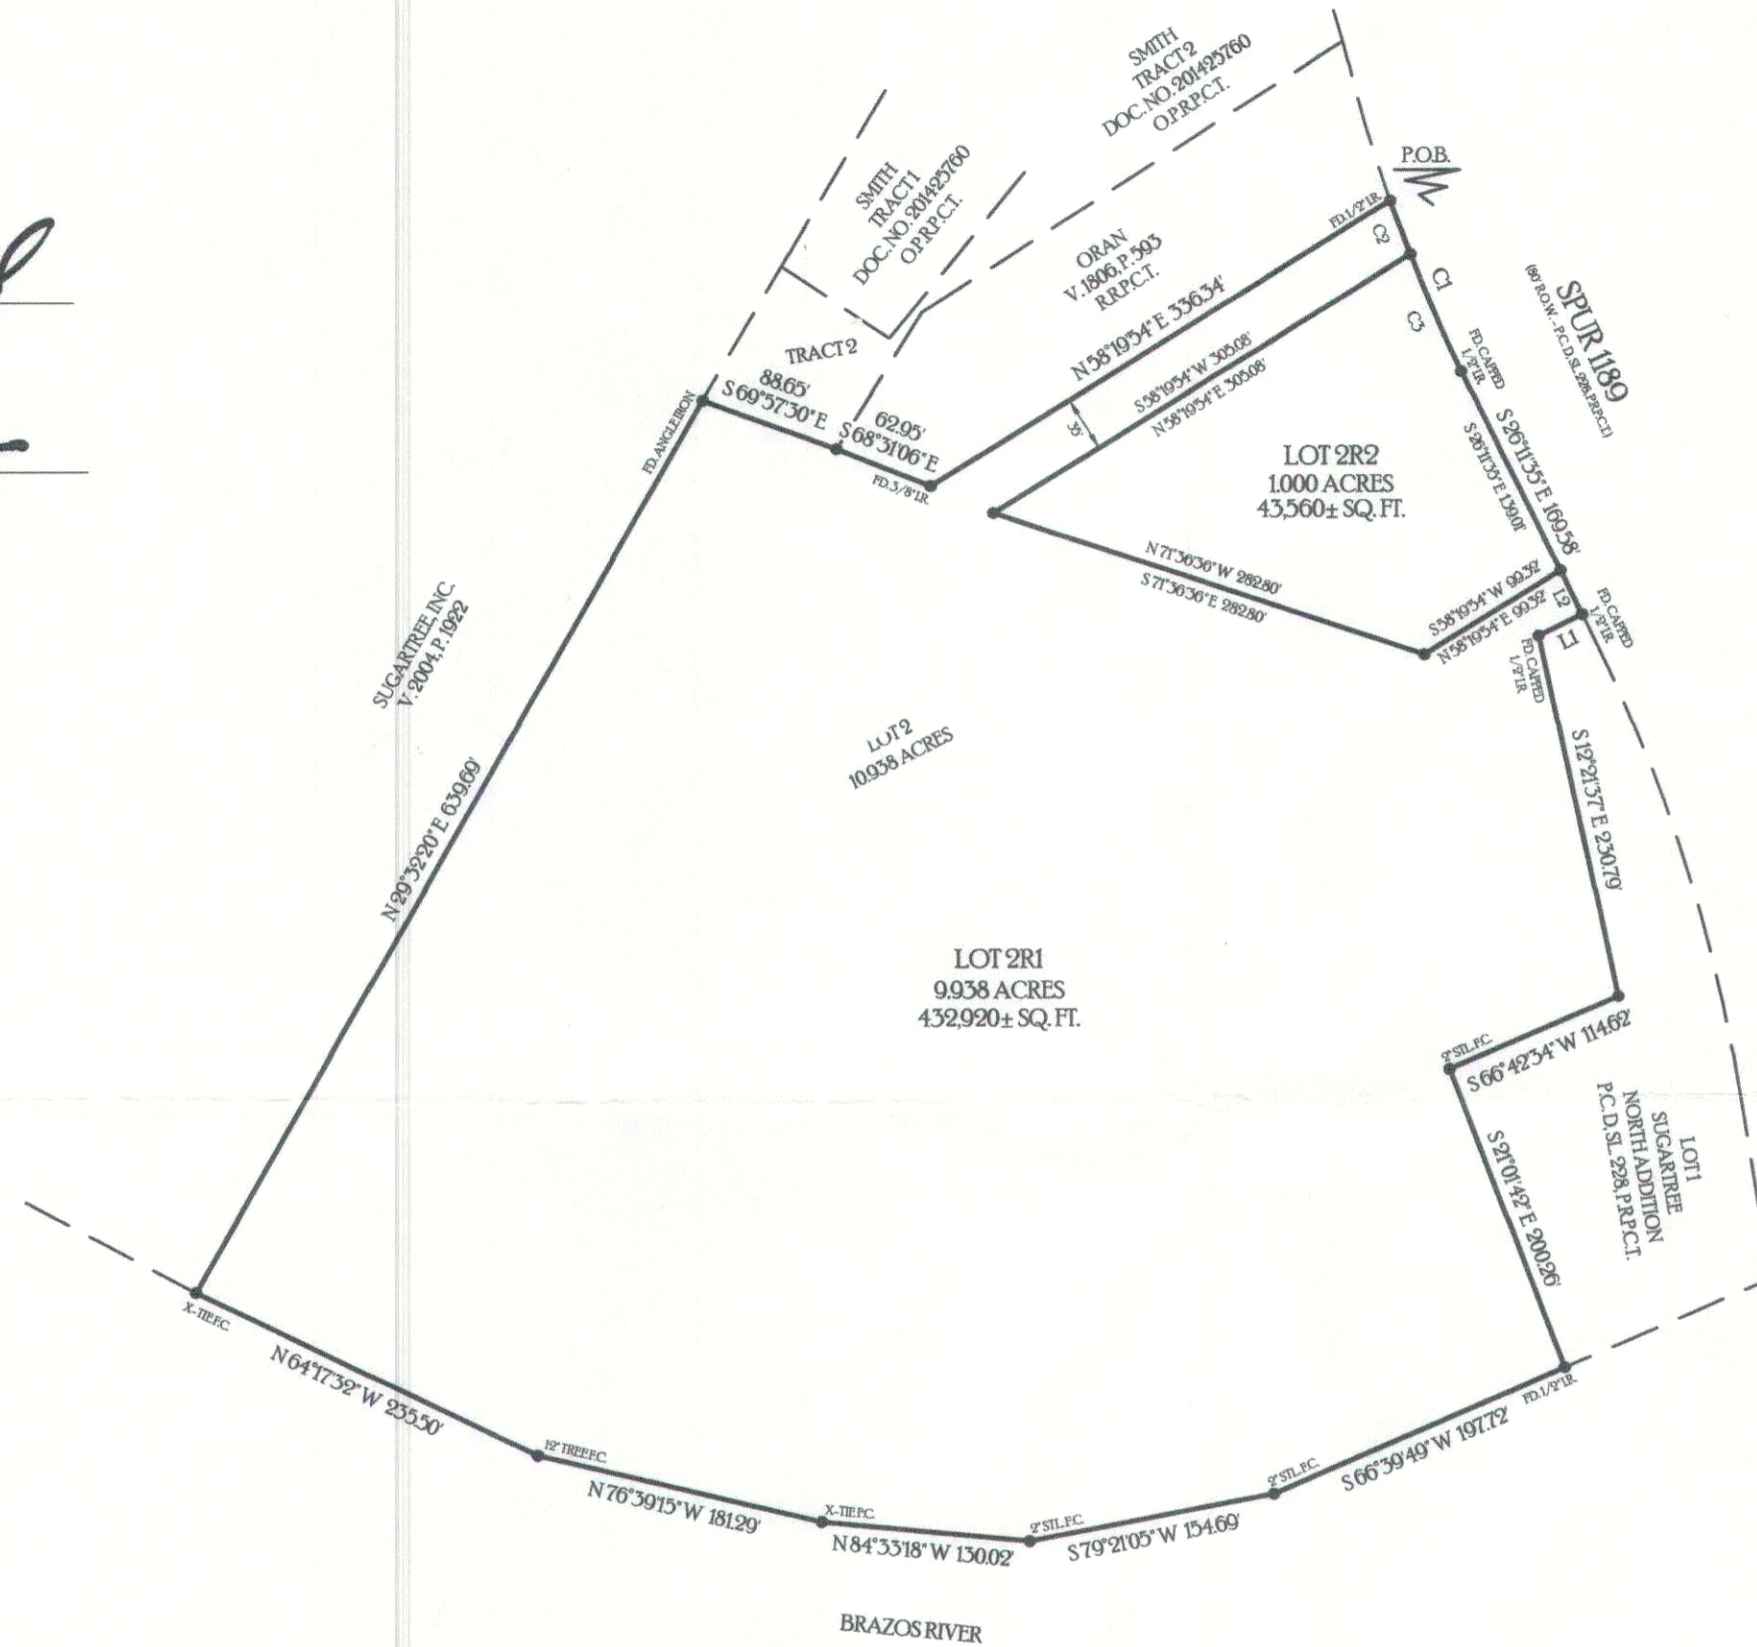 SMITH
TRACT 2
DOC. NO. 201425760
O.P.R.P.C.T.
P.O.B.
SMITH
TRACT 1
DOC. NO. 201425760
O.P.R.P.C.T.
ORAN
V. 1806, P. 593
R.R.P.C.T.
FD. 1/2" I.R.
C2
C1
C3
SPUR 1189
(80' R.O.W. - P.C. D, SL. 228, P.R.P.C.T.)
FD. CAPPED
1/2" I.R.
TRACT 2
88.65'
S 69°57'30" E
62.95'
S 68°31'06" E
FD. ANGLE IRON
FD. 3/8" I.R.
N 58°19'54" E 336.34'
S 58°19'54" W 305.08'
N 58°19'54" E 305.08'
35'
LOT 2R2
1.000 ACRES
43,560± SQ. FT.
S 26°11'35" E 169.58'
S 26°11'35" E 139.01'
N 71°36'36" W 282.80'
S 71°36'36" E 282.80'
S 58°19'54" W 99.32'
N 58°19'54" E 99.32'
L2
L1
FD. CAPPED
1/2" I.R.
FD. CAPPED
1/2" I.R.
SUGARTREE, INC.
V. 2004, P. 1922
LOT 2
10.938 ACRES
N 29°32'20" E 639.69'
S 12°21'37" E 230.79'
LOT 2R1
9.938 ACRES
432,920± SQ. FT.
2" STL. F.C.
S 66°42'34" W 114.62'
S 21°01'42" E 200.26'
LOT 1
SUGARTREE
NORTH ADDITION
P.C. D, SL. 228, P.R.P.C.T.
X-TIE F.C.
N 64°17'32" W 235.50'
12" TREE F.C.
N 76°39'15" W 181.29'
X-TIE F.C.
N 84°33'18" W 130.02'
2" STL. F.C.
S 79°21'05" W 154.69'
2" STL. F.C.
S 66°39'49" W 197.72'
FD. 1/2" I.R.
BRAZOS RIVER